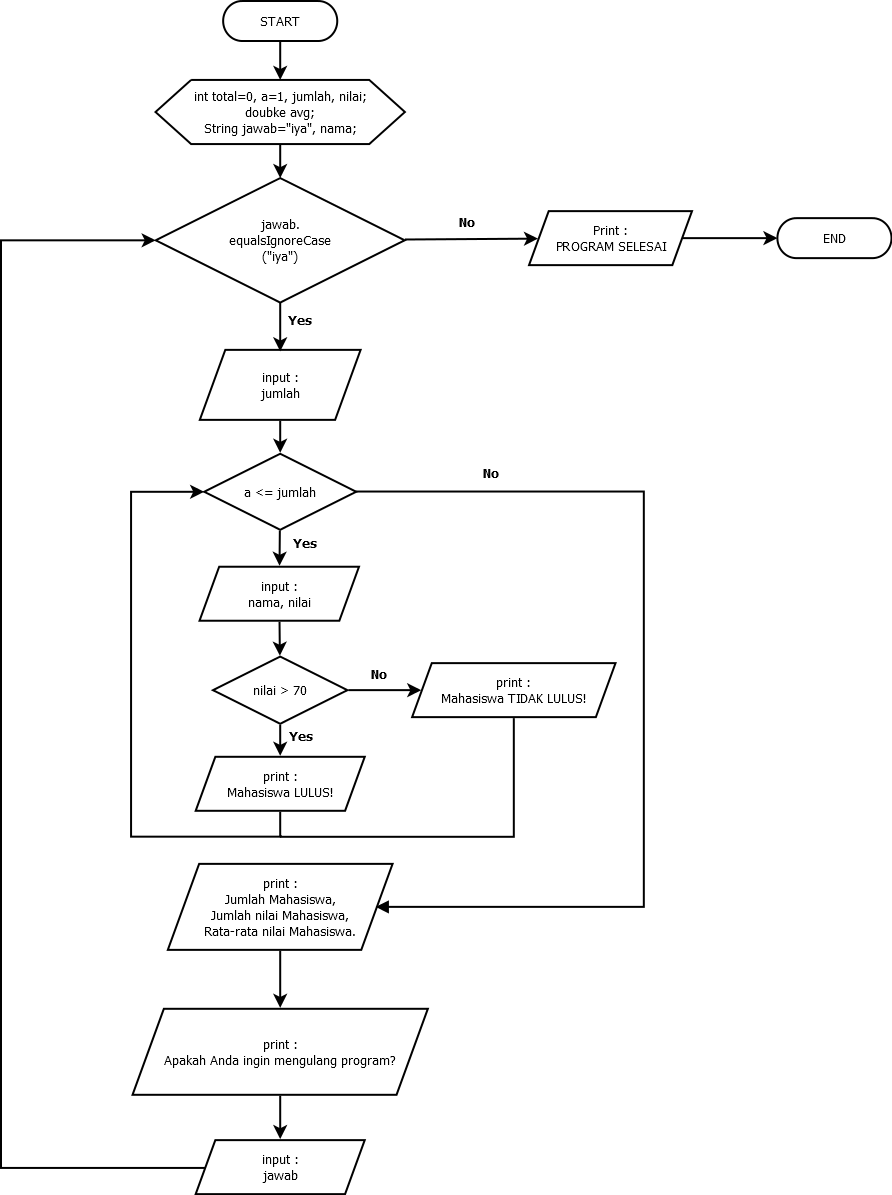 START
int total=0, a=1, jumlah, nilai;
doubke avg;
String jawab="iya", nama;
jawab.
equalsIgnoreCase
("iya")
No
Print :
PROGRAM SELESAI
END
Yes
input :
jumlah
a <= jumlah
No
Yes
input :
nama, nilai
nilai > 70
No
print :
Mahasiswa TIDAK LULUS!
Yes
print :
Mahasiswa LULUS!
print :
Jumlah Mahasiswa,
Jumlah nilai Mahasiswa,
Rata-rata nilai Mahasiswa.
print :
Apakah Anda ingin mengulang program?
input :
jawab